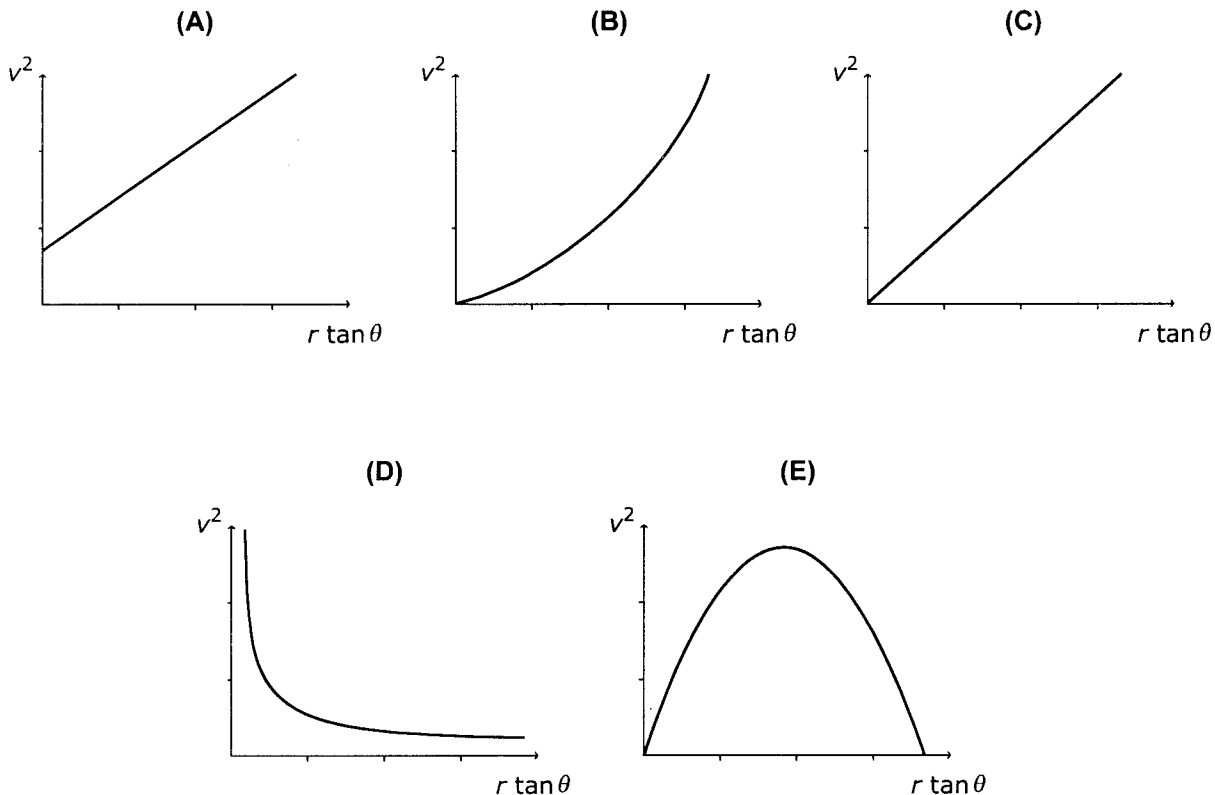 (A) (B) (C)
v² v² v²
r tan θ r tan θ r tan θ
(D) (E)
v² v²
r tan θ r tan θ